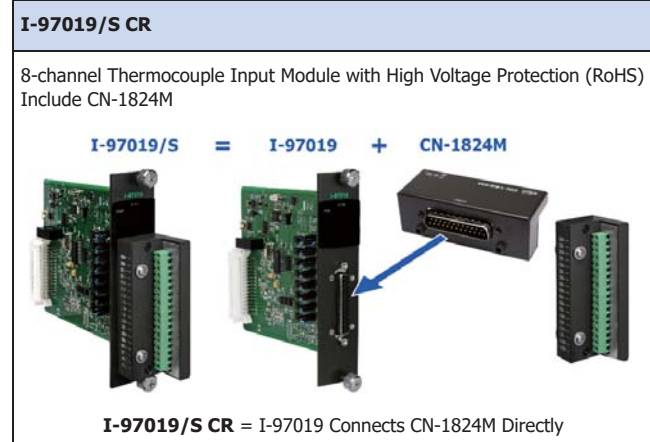 I-97019/S CR
8-channel Thermocouple Input Module with High Voltage Protection (RoHS)
Include CN-1824M
I-97019/S = I-97019 + CN-1824M
I-97019/S CR = I-97019 Connects CN-1824M Directly